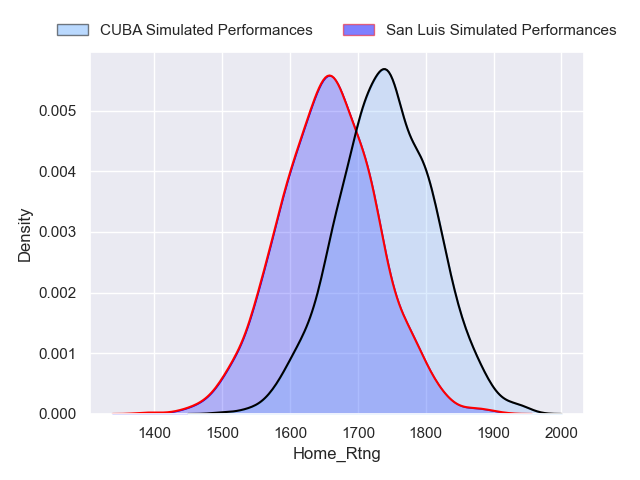 CUBA Simulated Performances San Luis Simulated Performances
0.005
0.004
0.003
0.002
0.001
0.000
Density
1400 1500 1600 1700 1800 1900 2000
Home_Rtng